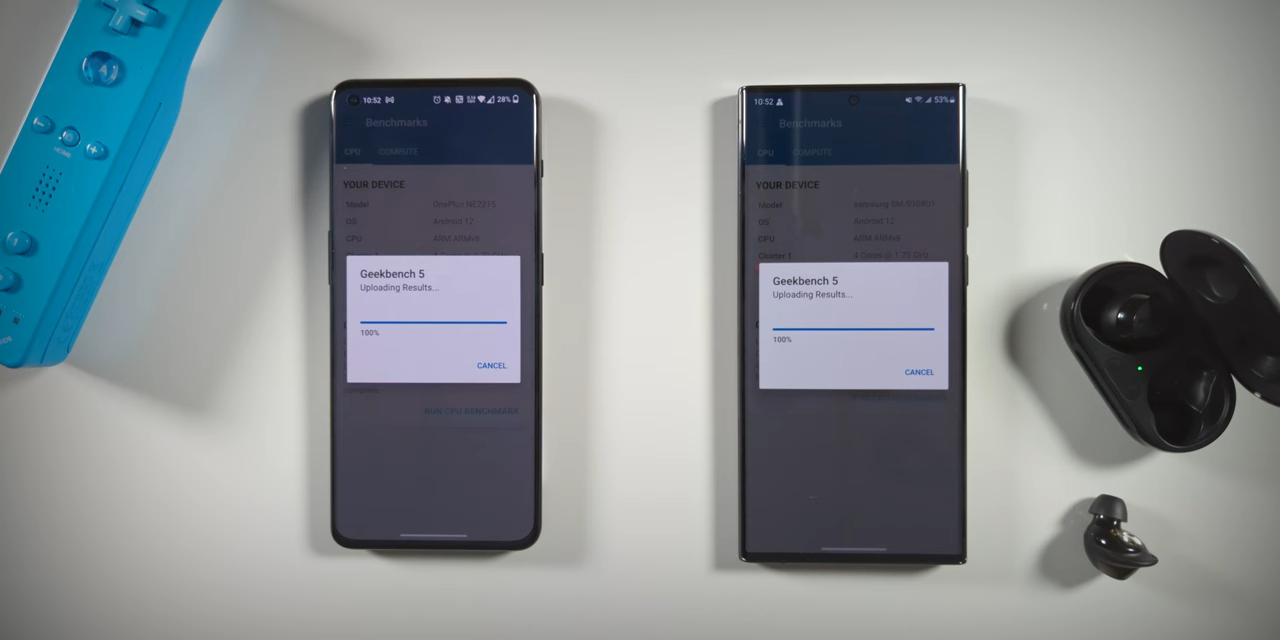 A
HOME
10:52
28%
Benchmarks
CPU COMPUTE
YOUR DEVICE
Model OnePlus NE2215
OS Android 12
CPU ARM ARMv8
Geekbench 5
Uploading Results...
100%
CANCEL
RUN CPU BENCHMARK
10:52
53%
Benchmarks
CPU COMPUTE
YOUR DEVICE
Model samsung SM-S908U1
OS Android 12
CPU ARM ARMv8
Cluster 1 4 Cores @ 1.79 GHz
Geekbench 5
Uploading Results...
100%
CANCEL